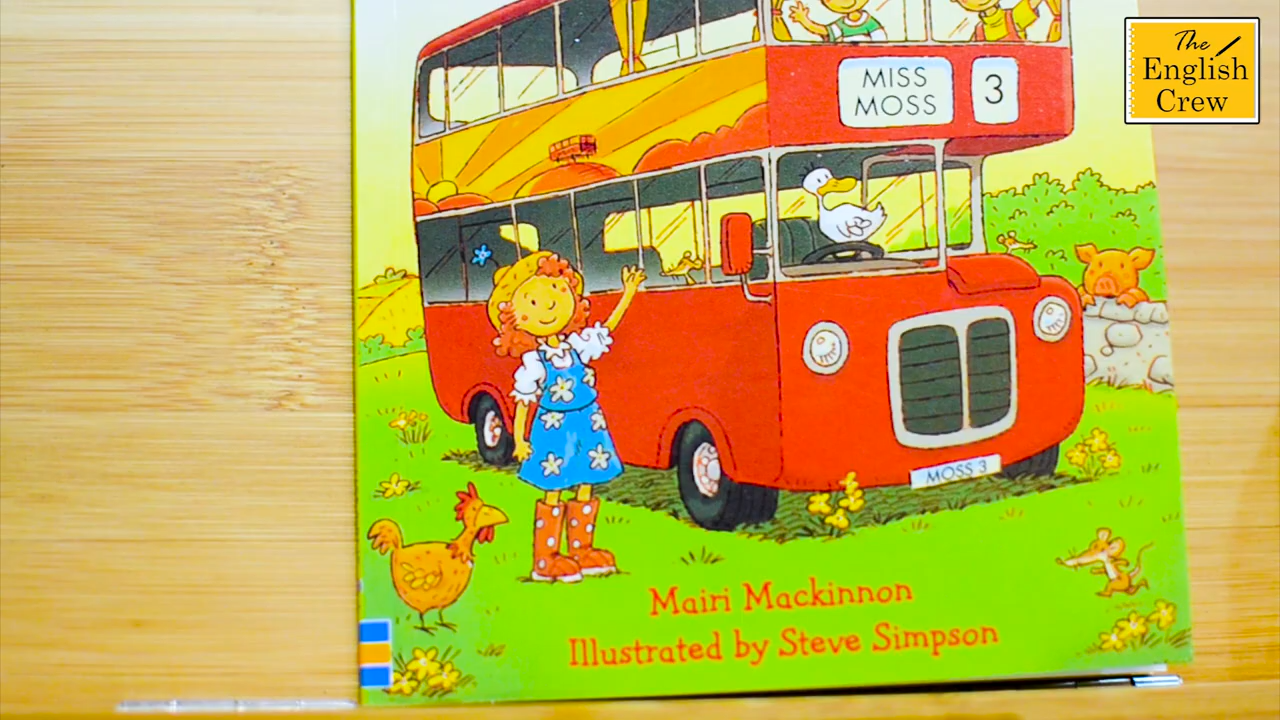 The
English
Crew
MISS
MOSS
3
MOSS 3
Mairi Mackinnon
Illustrated by Steve Simpson